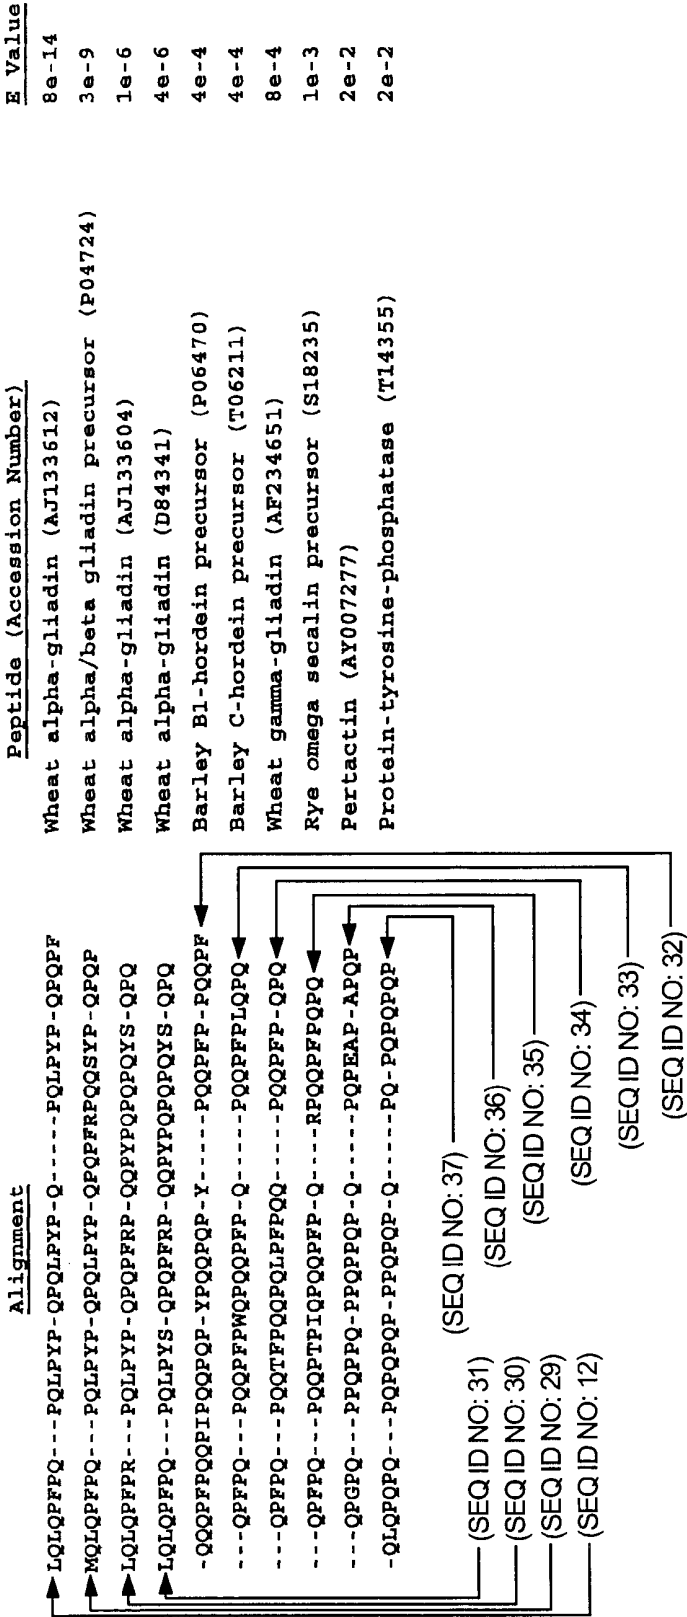 Alignment Peptide (Accession Number) E Value
LQLQPFPQ---PQLPYP-QPQLPYP-Q-----PQLPYP-QPQPF Wheat alpha-gliadin (AJ133612) 8e-14
MQLQPFPQ---PQLPYP-QPQLPYP-QPQPFRPQQSYP-QPQP Wheat alpha/beta gliadin precursor (P04724) 3e-9
LQLQPFPR---PQLPYP-QPQPFRP-QQPYPQPQPQYS-QPQ Wheat alpha-gliadin (AJ133604) 1e-6
LQLQPFPQ---PQLPYS-QPQPFRP-QQPYPQPQPQYS-QPQ Wheat alpha-gliadin (D84341) 4e-6
-QQQPFPQQPIPQQPQP-YPQQPQP-Y-----PQQPFP-PQQPF Barley B1-hordein precursor (P06470) 4e-4
---QPFPQ---PQQPFPWQPQQPFP-Q-----PQQPFPLQPQ Barley C-hordein precursor (T06211) 4e-4
---QPFPQ---PQQTFPQQPQLPFPQQ-----PQQPFP-QPQ Wheat gamma-gliadin (AF234651) 8e-4
---QPFPQ---PQQPTPIQPQQPFP-Q----RPQQPFPQPQ Rye omega secalin precursor (S18235) 1e-3
---QPGPQ---PPQPPQ-PPQPPQP-Q-----PQPEAP-APQP Pertactin (AY007277) 2e-2
-QLQPQPQ---PQPQPQP-PPQPQP-Q-----PQ-PQPQPQP Protein-tyrosine-phosphatase (T14355) 2e-2
(SEQ ID NO: 31)
(SEQ ID NO: 30)
(SEQ ID NO: 29)
(SEQ ID NO: 12)
(SEQ ID NO: 37)
(SEQ ID NO: 36)
(SEQ ID NO: 35)
(SEQ ID NO: 34)
(SEQ ID NO: 33)
(SEQ ID NO: 32)